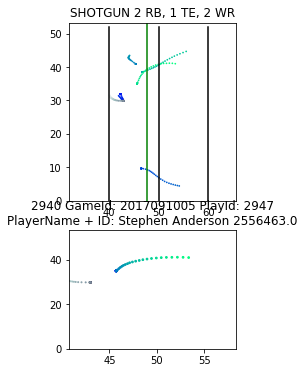 SHOTGUN 2 RB, 1 TE, 2 WR
50
40
30
20
10
0
40 50 60
2940 GameId: 2017091005 PlayId: 2947
PlayerName + ID: Stephen Anderson 2556463.0
40
20
0
45 50 55